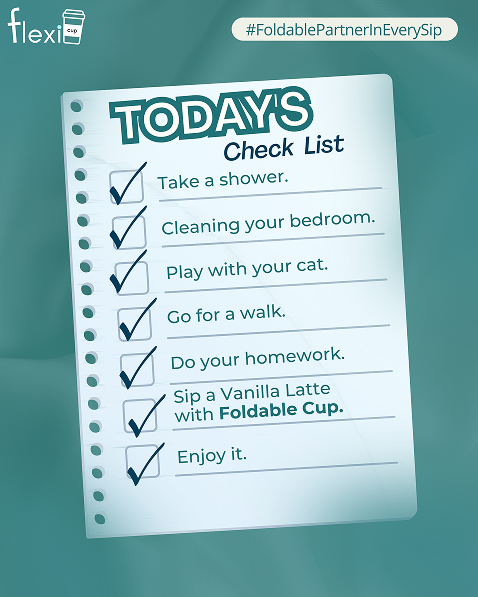 flexi cup
#FoldablePartnerInEverySip
TODAY'S
Check List
Take a shower.
Cleaning your bedroom.
Play with your cat.
Go for a walk.
Do your homework.
Sip a Vanilla Latte
with Foldable Cup.
Enjoy it.